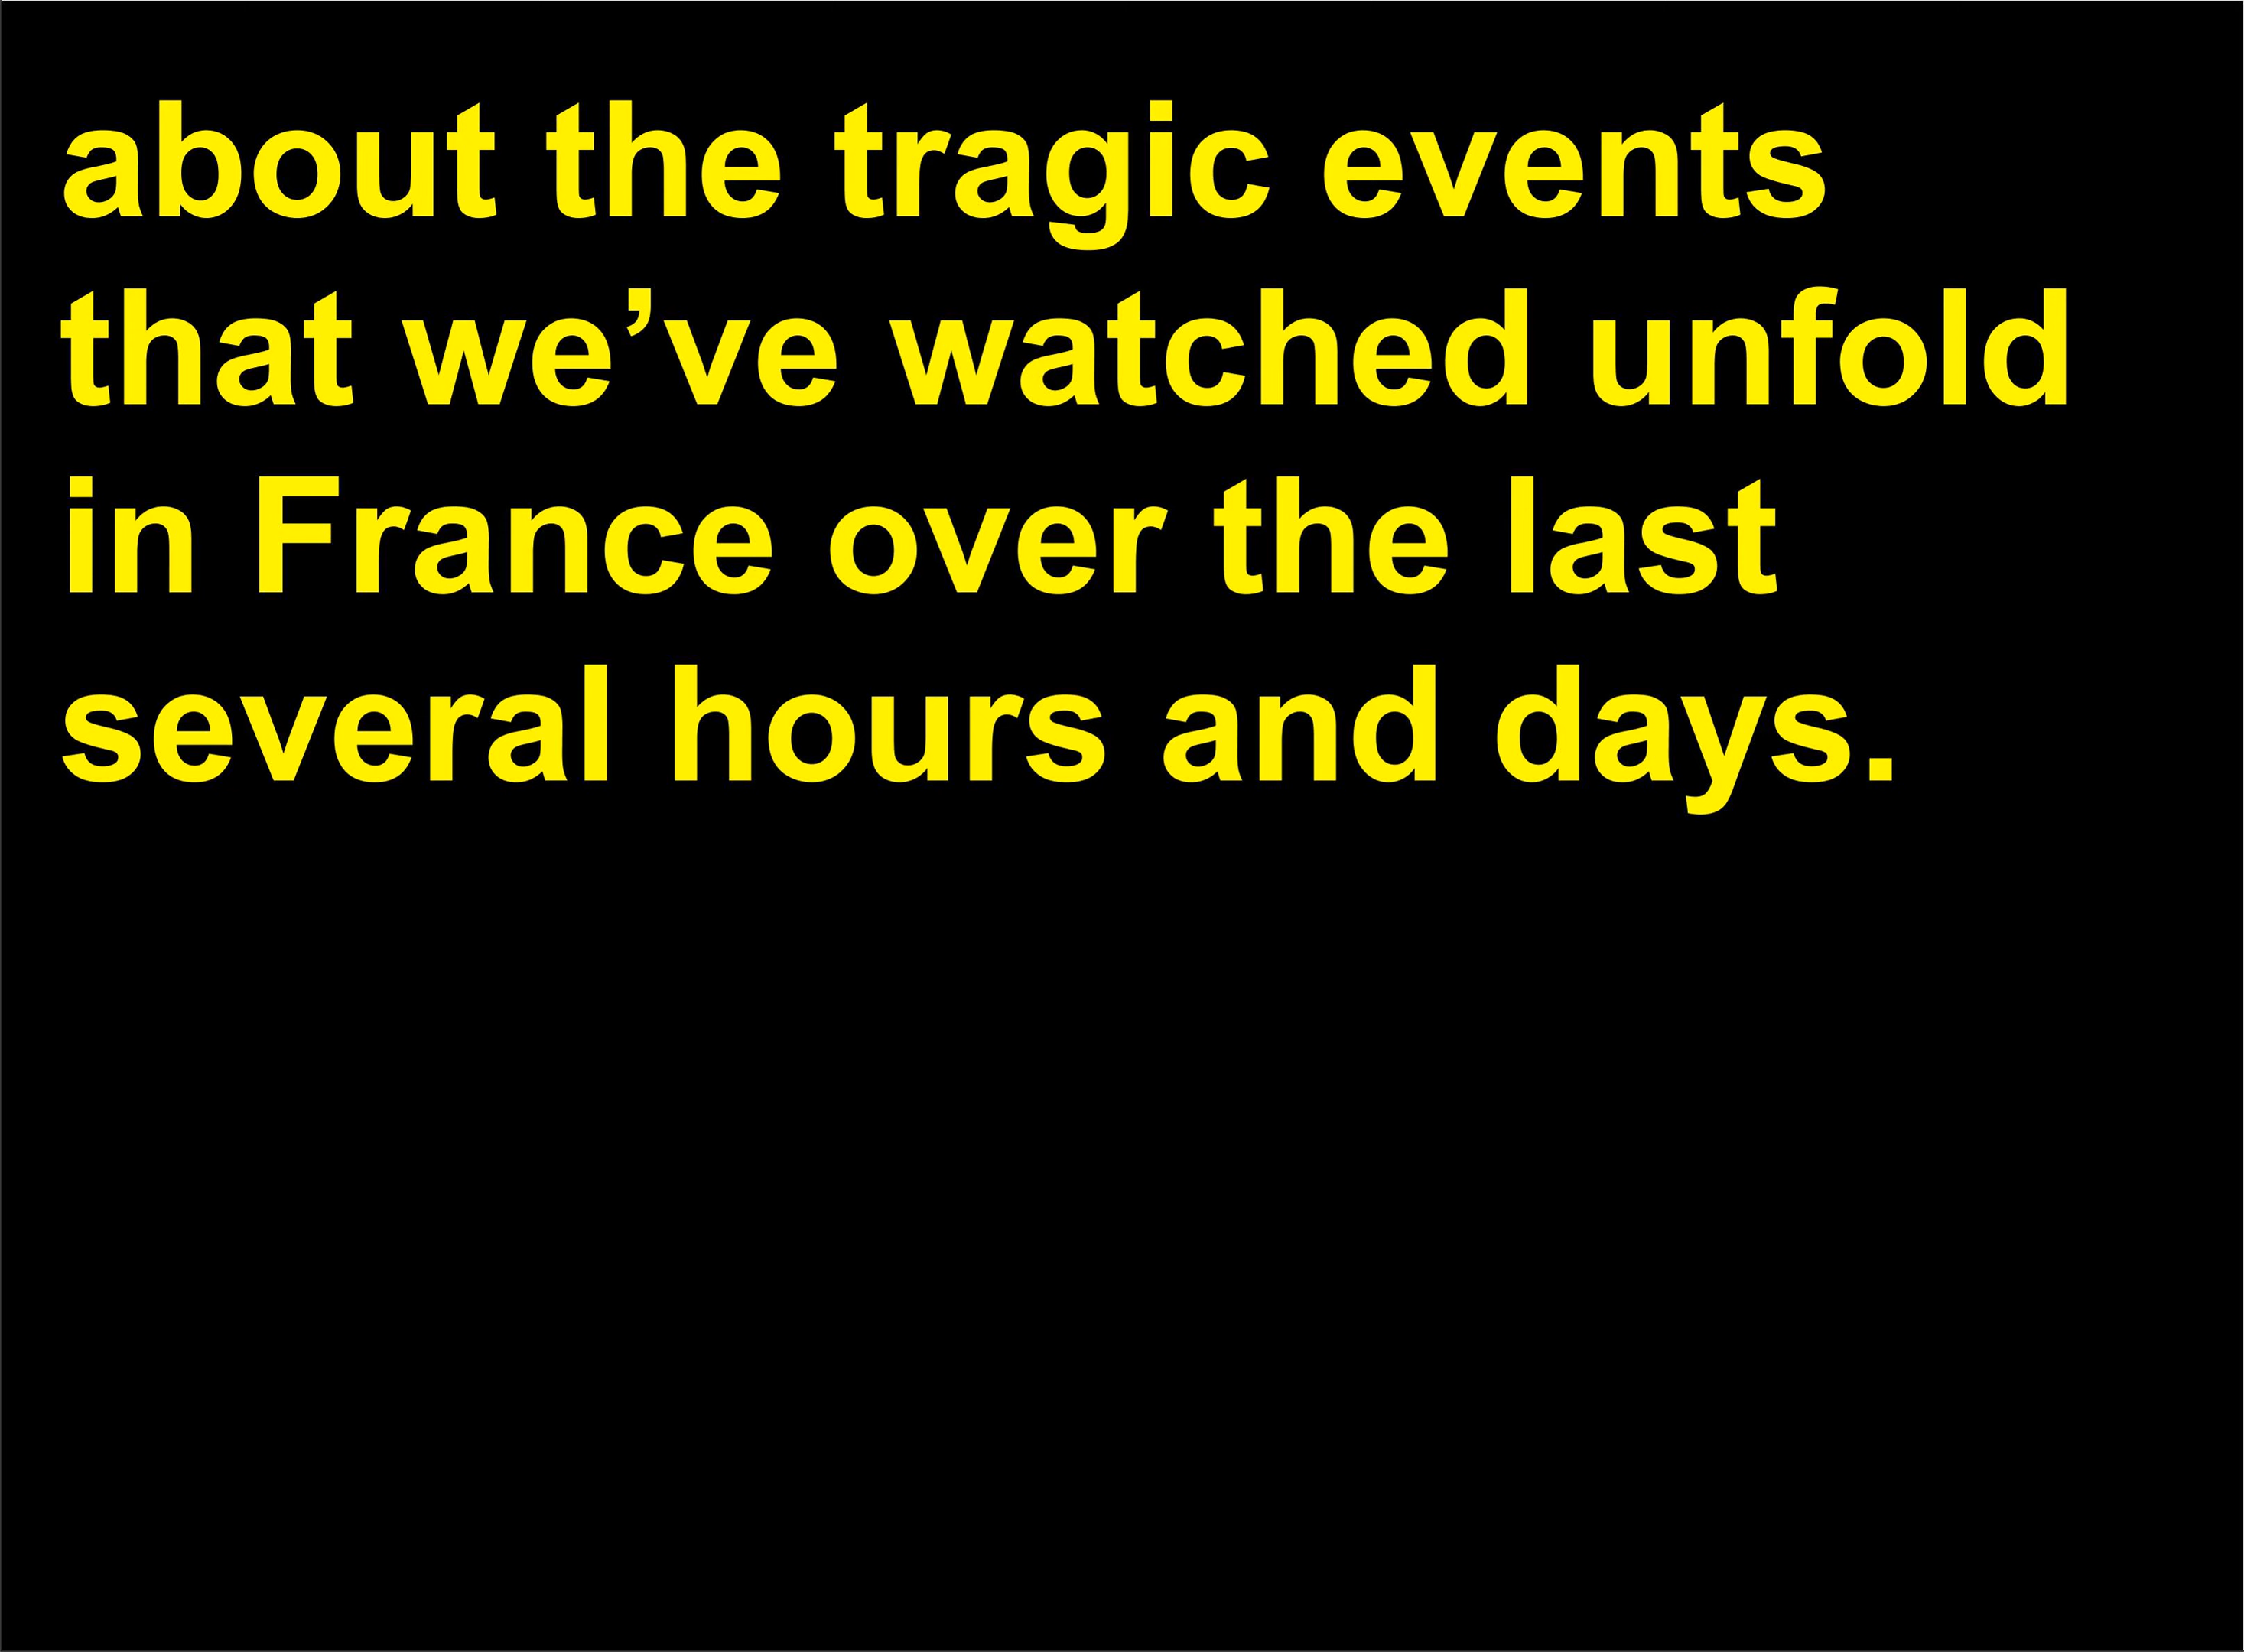 about the tragic events
that we’ve watched unfold
in France over the last
several hours and days.